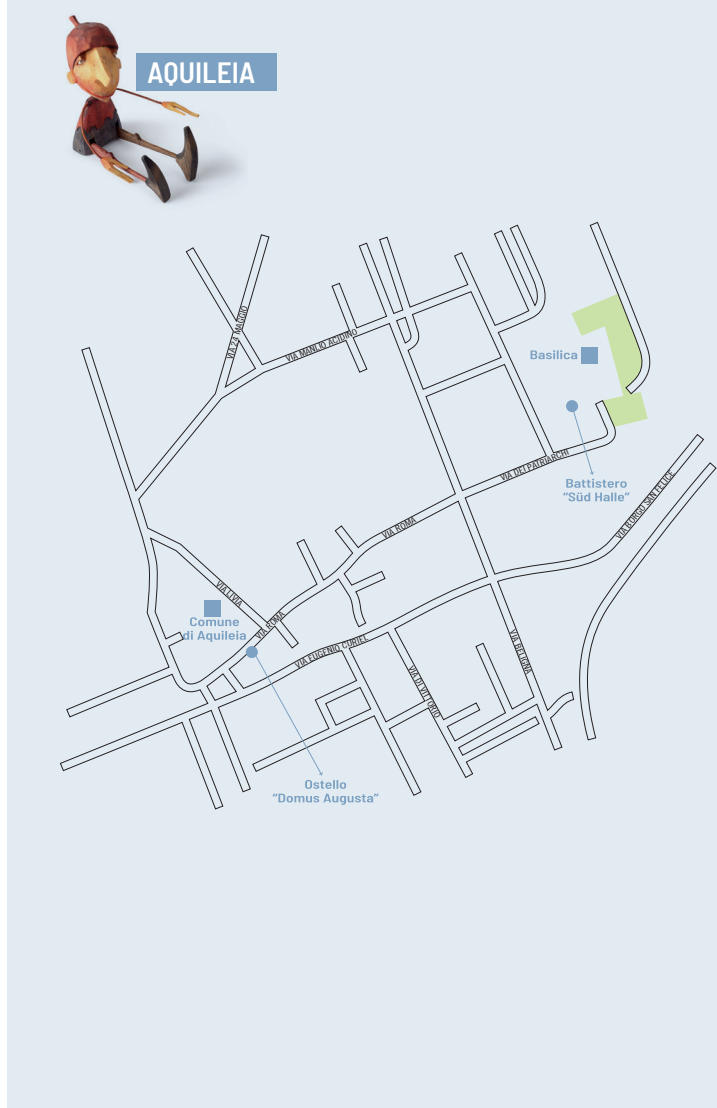 AQUILEIA
VIA 24 MAGGIO
VIA MANLIO ACIDINO
Basilica
VIA DEI PATRIARCHI
Battistero
“Süd Halle”
VIA BORGO SAN FELICE
VIA ROMA
VIA LIVIA
Comune
di Aquileia
VIA ROMA
VIA EUGENIO CURIEL
VIA BELIGNA
VIA DI VITTORIO
Ostello
“Domus Augusta”